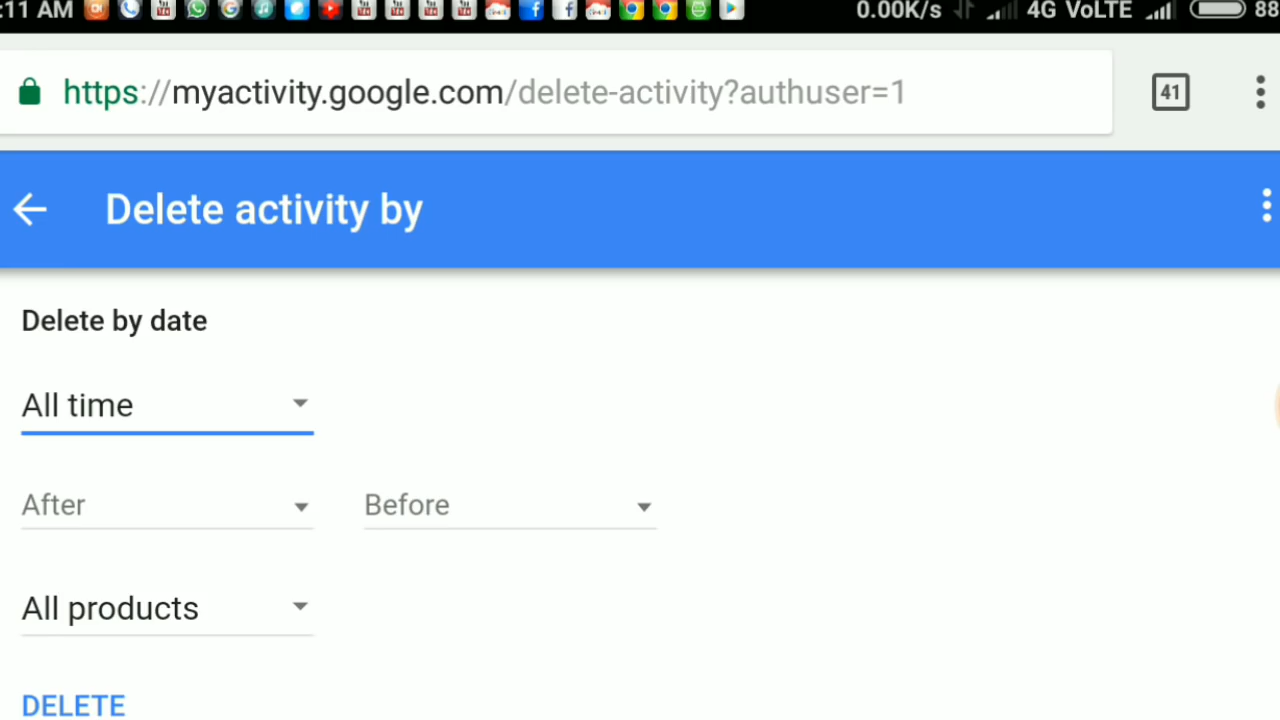 :11 AM 0.00K/s 4G VoLTE 88
https://myactivity.google.com/delete-activity?authuser=1 41
Delete activity by
Delete by date
All time
After Before
All products
DELETE